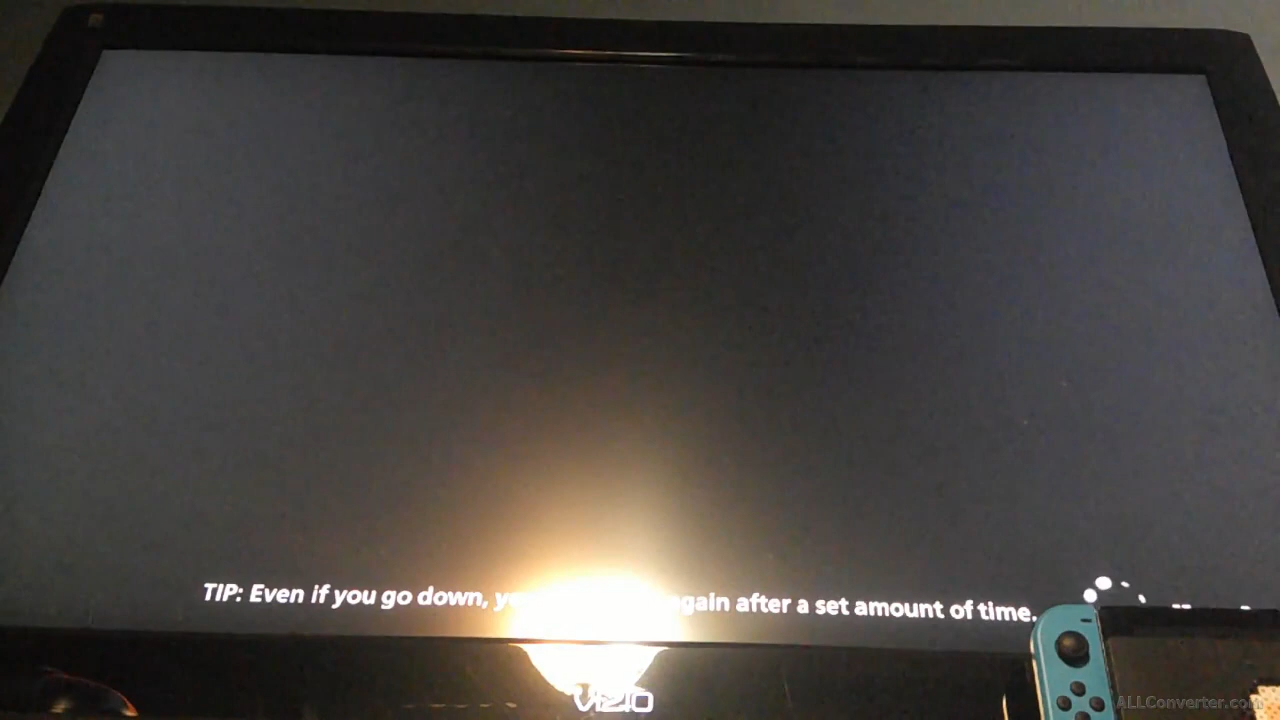 TIP: Even if you go down, again after a set amount of time.
VIZIO
ALLConverter.com